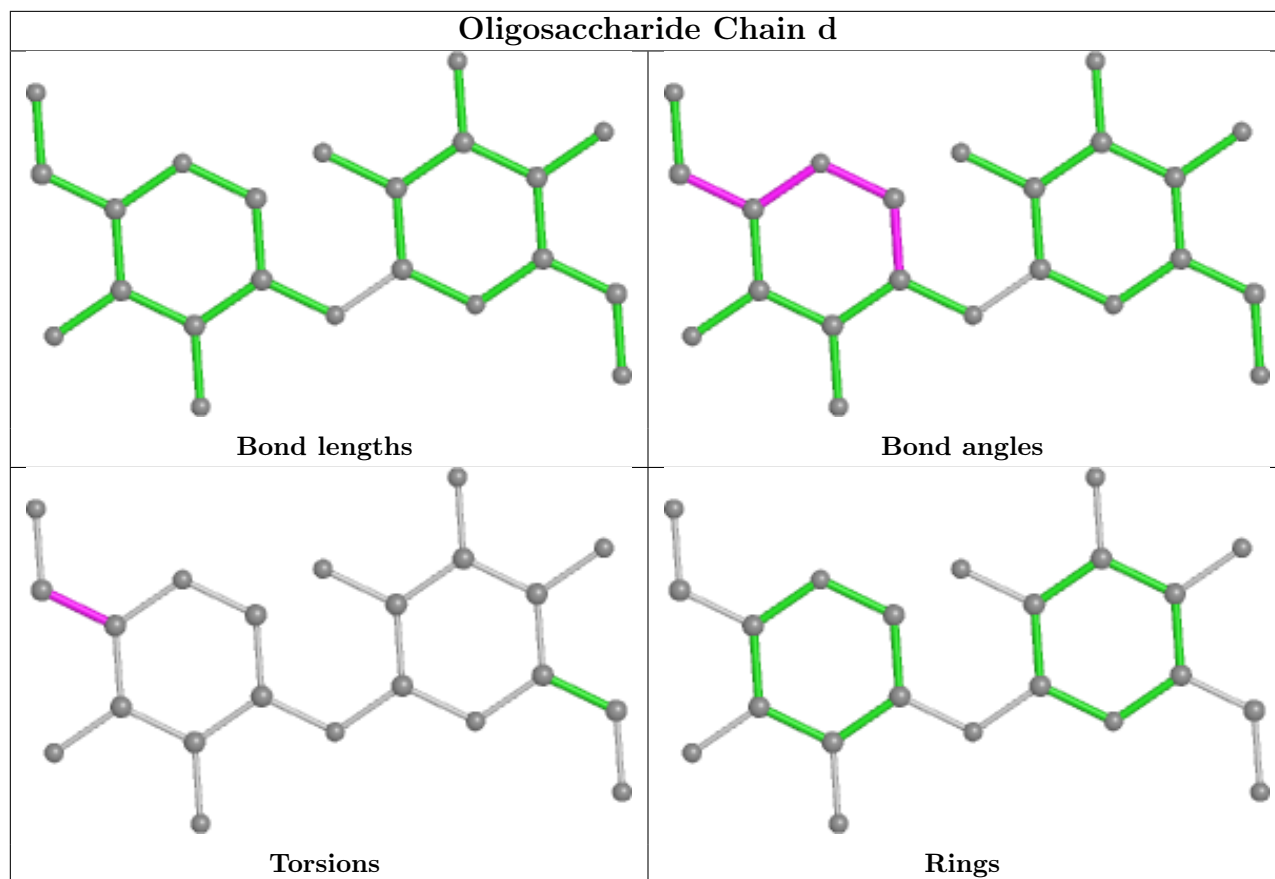 Oligosaccharide Chain d
Bond lengths
Bond angles
Torsions
Rings